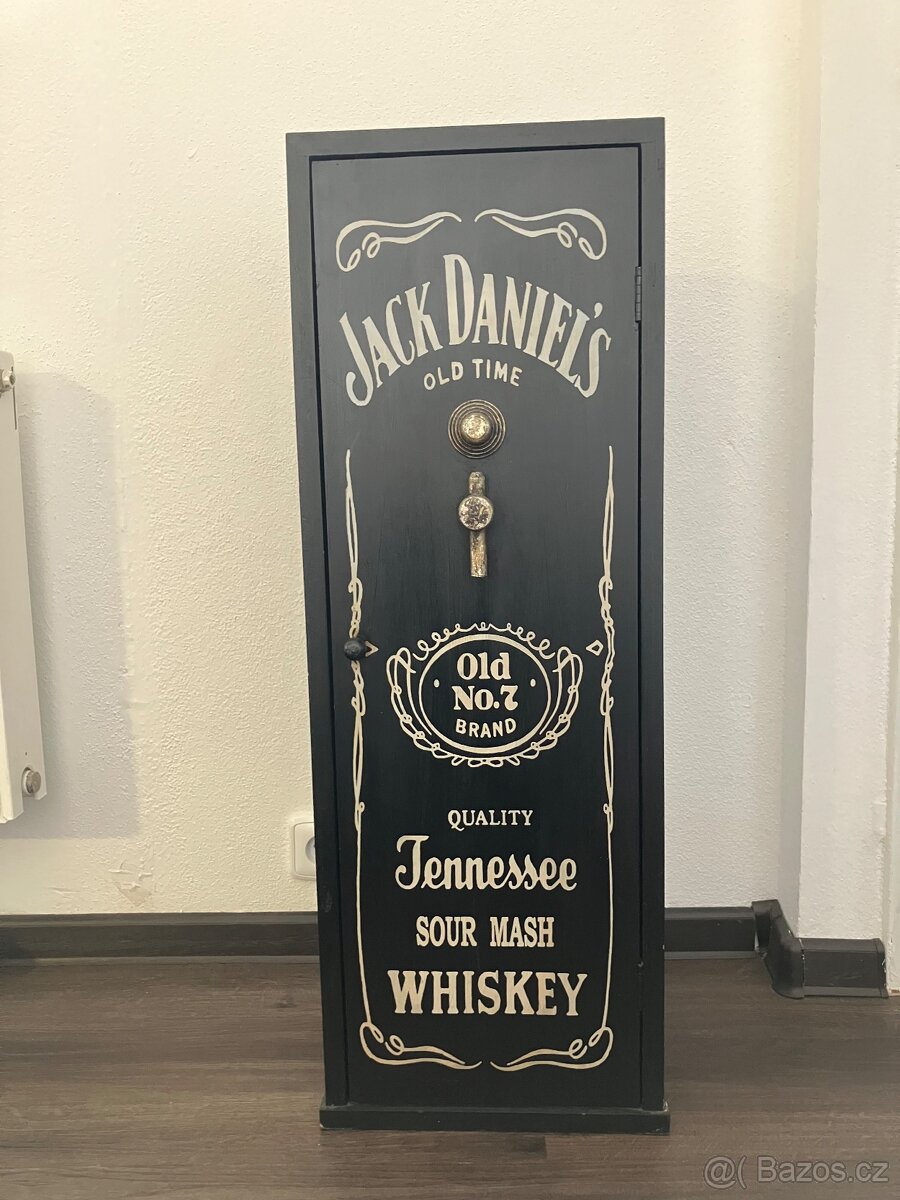 JACK DANIEL'S
OLD TIME
Old
No.7
BRAND
QUALITY
Tennessee
SOUR MASH
WHISKEY
@( Bazos.cz